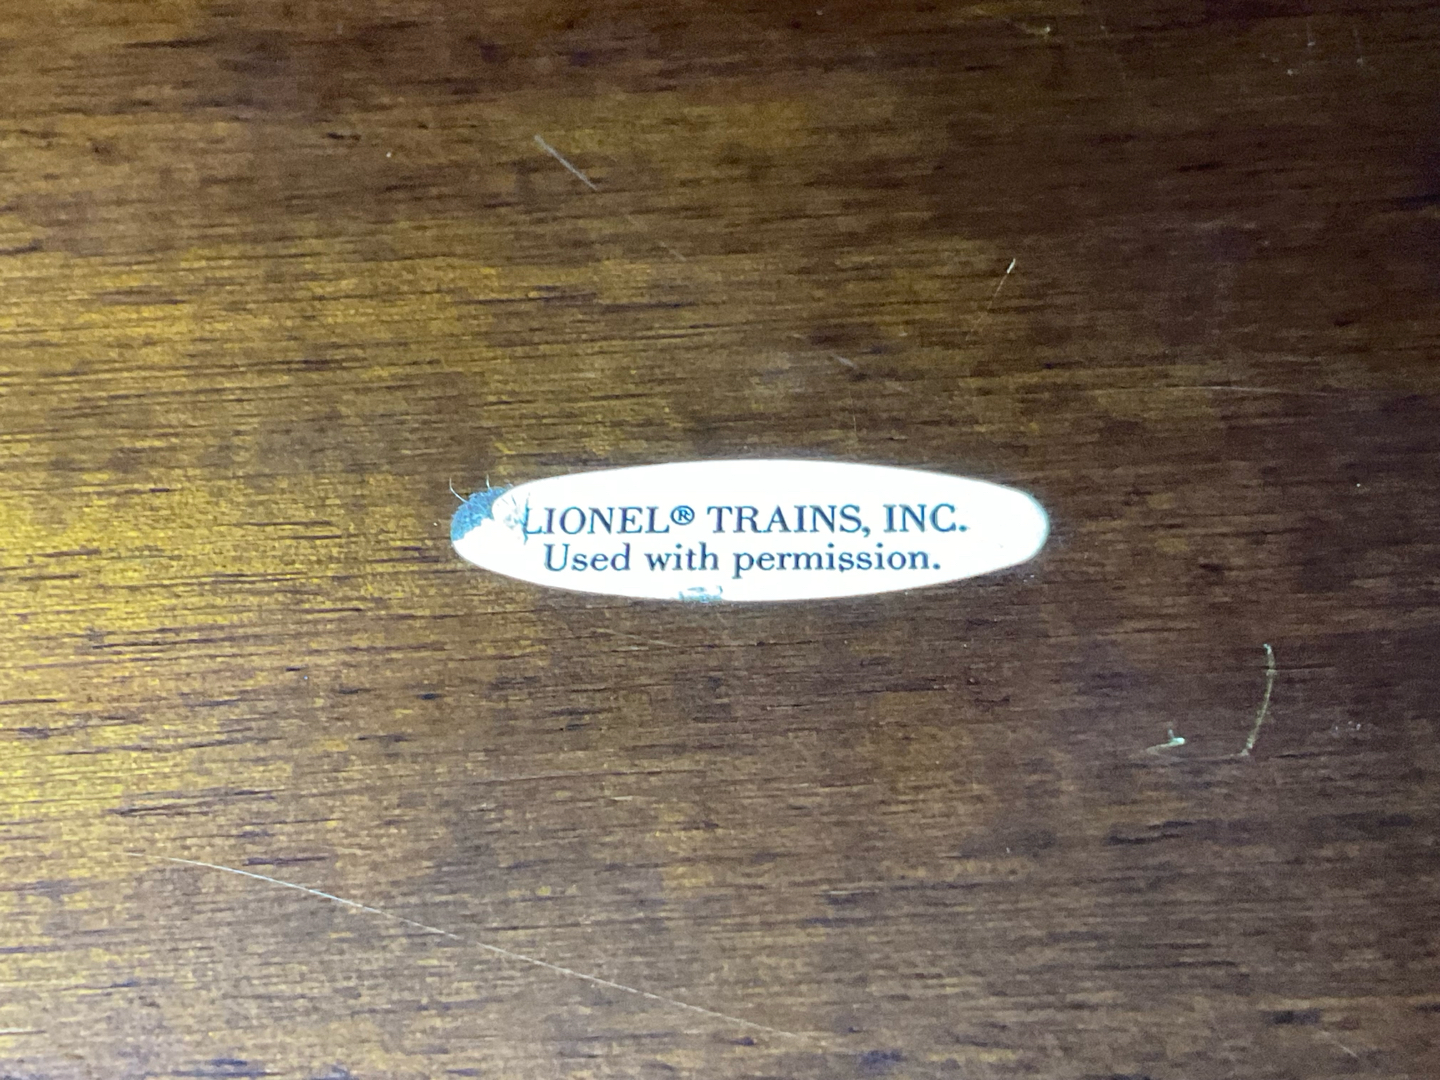 LIONEL® TRAINS, INC.
Used with permission.